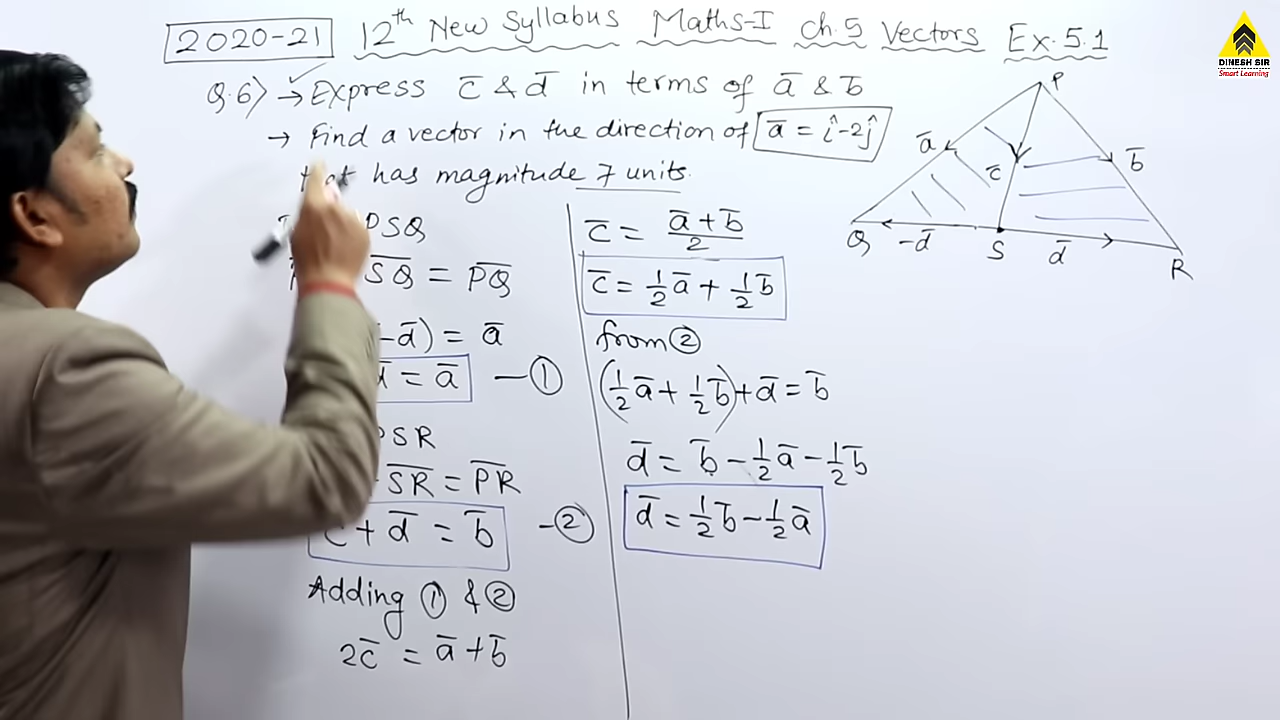 2020-21 12th New Syllabus Maths-I Ch.5 Vectors Ex.5.1
Q.6) → Express c̄ & d̄ in terms of ā & b̄
→ Find a vector in the direction of ā = î-2ĵ
has magnitude 7 units.
PSQ
SQ̅ = PQ̅
-d̄) = ā
= ā — ①
PSR
SR̅ = PR̅
+ d̄ = b̄ - ②
Adding ① & ②
2c̄ = ā + b̄
c̄ = (ā + b̄)/2
c̄ = ½ā + ½b̄
from ②
(½ā + ½b̄) + d̄ = b̄
d̄ = b̄ - ½ā - ½b̄
d̄ = ½b̄ - ½ā
P
ā
b̄
c̄
Q
-d̄
S
d̄
R
DINESH SIR
Smart Learning